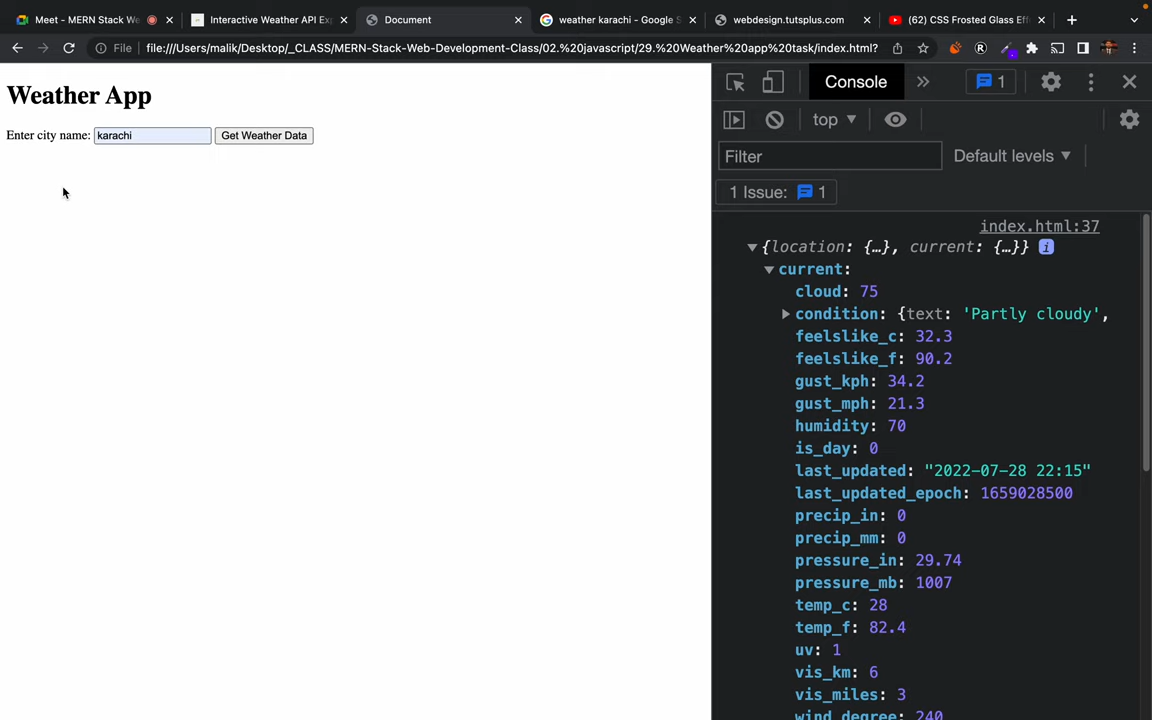 Meet - MERN Stack We
Interactive Weather API Exp
Document
weather karachi - Google S
webdesign.tutsplus.com
(62) CSS Frosted Glass Eff
File
file:///Users/malik/Desktop/_CLASS/MERN-Stack-Web-Development-Class/02.%20javascript/29.%20Weather%20app%20task/index.html?
Weather App
Enter city name: karachi Get Weather Data
Console
1
top
Filter
Default levels
1 Issue: 1
index.html:37
{location: {…}, current: {…}} i
current:
cloud: 75
condition: {text: 'Partly cloudy',
feelslike_c: 32.3
feelslike_f: 90.2
gust_kph: 34.2
gust_mph: 21.3
humidity: 70
is_day: 0
last_updated: "2022-07-28 22:15"
last_updated_epoch: 1659028500
precip_in: 0
precip_mm: 0
pressure_in: 29.74
pressure_mb: 1007
temp_c: 28
temp_f: 82.4
uv: 1
vis_km: 6
vis_miles: 3
wind_degree: 240